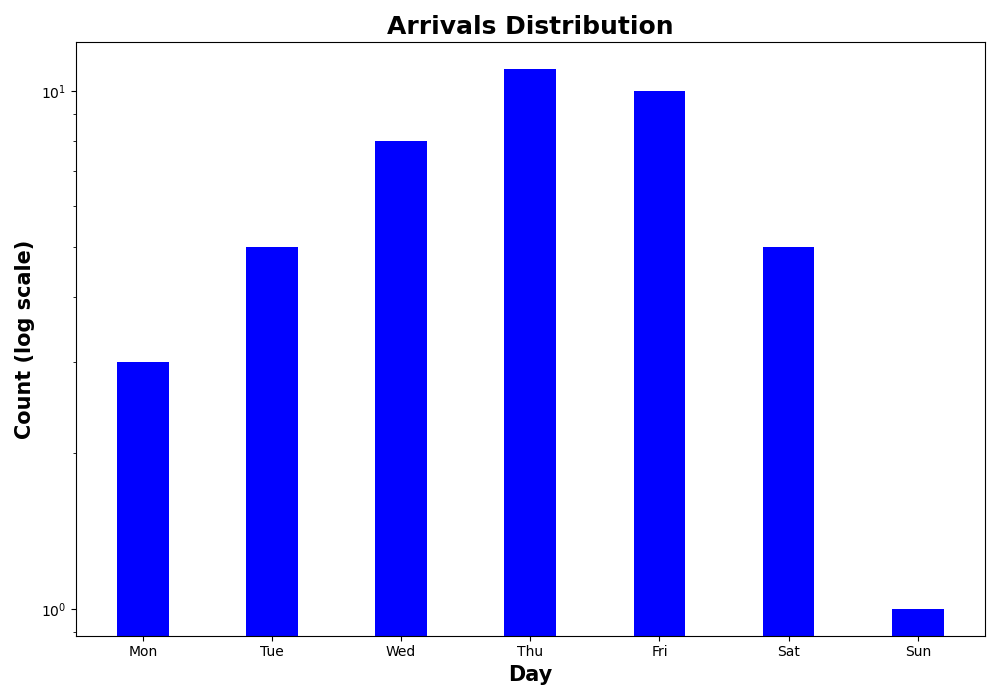 Arrivals Distribution
Count (log scale)
10¹
10⁰
Mon Tue Wed Thu Fri Sat Sun
Day